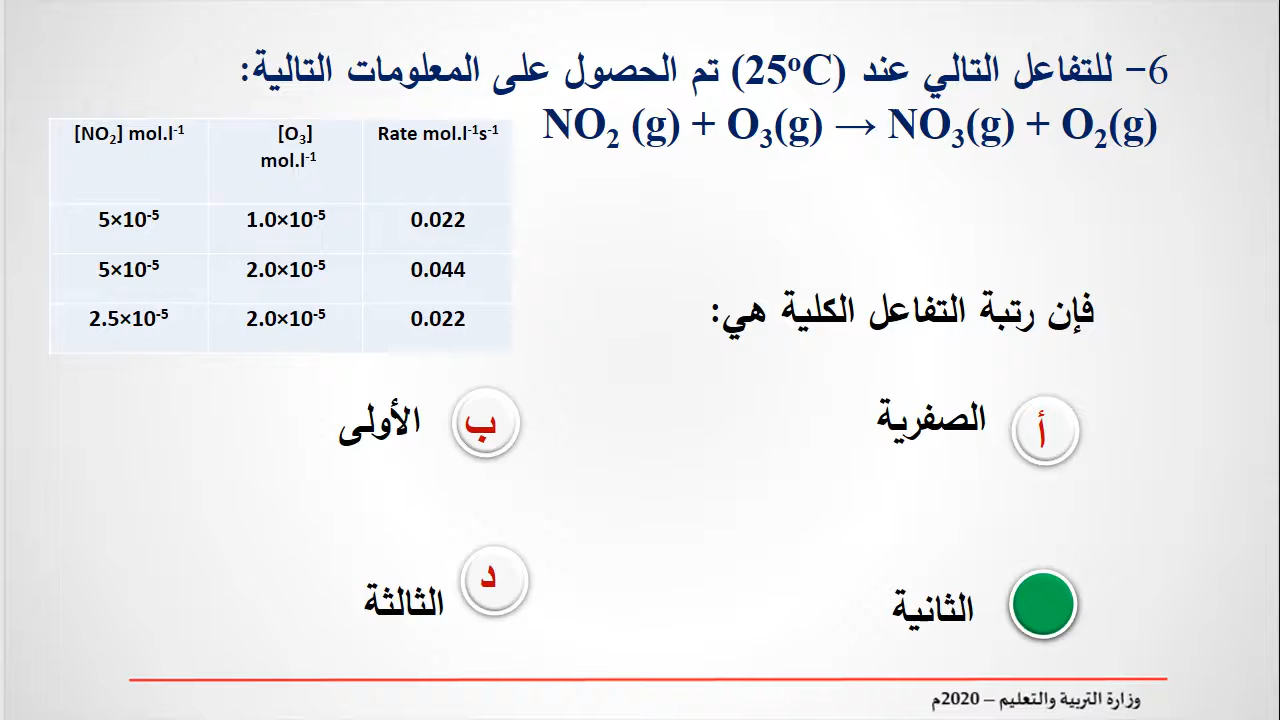 6– للتفاعل التالي عند (25ºC) تم الحصول على المعلومات التالية:
NO₂ (g) + O₃(g) → NO₃(g) + O₂(g)
[NO₂] mol.l⁻¹ [O₃] mol.l⁻¹ Rate mol.l⁻¹s⁻¹
5×10⁻⁵ 1.0×10⁻⁵ 0.022
5×10⁻⁵ 2.0×10⁻⁵ 0.044
2.5×10⁻⁵ 2.0×10⁻⁵ 0.022
فإن رتبة التفاعل الكلية هي:
أ الصفرية
ب الأولى
الثانية
د الثالثة
وزارة التربية والتعليم – 2020م